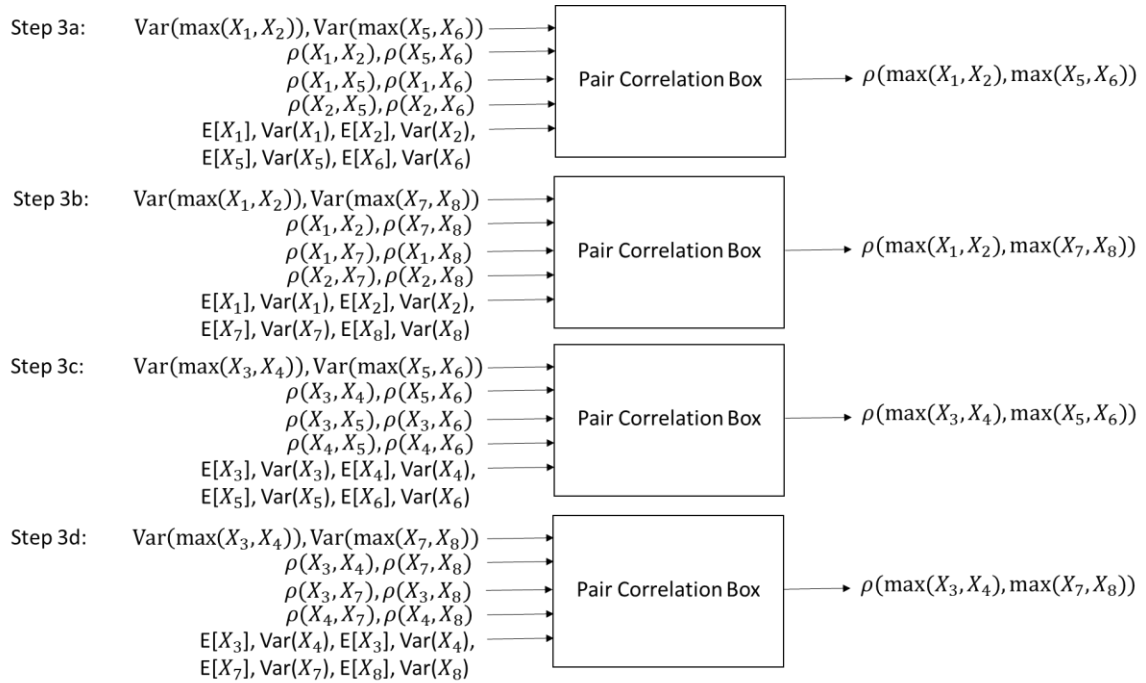 Step 3a: Var(max(X₁, X₂)), Var(max(X₅, X₆))
ρ(X₁, X₂), ρ(X₅, X₆)
ρ(X₁, X₅), ρ(X₁, X₆) Pair Correlation Box ρ(max(X₁, X₂), max(X₅, X₆))
ρ(X₂, X₅), ρ(X₂, X₆)
E[X₁], Var(X₁), E[X₂], Var(X₂),
E[X₅], Var(X₅), E[X₆], Var(X₆)
Step 3b: Var(max(X₁, X₂)), Var(max(X₇, X₈))
ρ(X₁, X₂), ρ(X₇, X₈)
ρ(X₁, X₇), ρ(X₁, X₈) Pair Correlation Box ρ(max(X₁, X₂), max(X₇, X₈))
ρ(X₂, X₇), ρ(X₂, X₈)
E[X₁], Var(X₁), E[X₂], Var(X₂),
E[X₇], Var(X₇), E[X₈], Var(X₈)
Step 3c: Var(max(X₃, X₄)), Var(max(X₅, X₆))
ρ(X₃, X₄), ρ(X₅, X₆)
ρ(X₃, X₅), ρ(X₃, X₆) Pair Correlation Box ρ(max(X₃, X₄), max(X₅, X₆))
ρ(X₄, X₅), ρ(X₄, X₆)
E[X₃], Var(X₃), E[X₄], Var(X₄),
E[X₅], Var(X₅), E[X₆], Var(X₆)
Step 3d: Var(max(X₃, X₄)), Var(max(X₇, X₈))
ρ(X₃, X₄), ρ(X₇, X₈)
ρ(X₃, X₇), ρ(X₃, X₈) Pair Correlation Box ρ(max(X₃, X₄), max(X₇, X₈))
ρ(X₄, X₇), ρ(X₄, X₈)
E[X₃], Var(X₄), E[X₃], Var(X₄),
E[X₇], Var(X₇), E[X₈], Var(X₈)